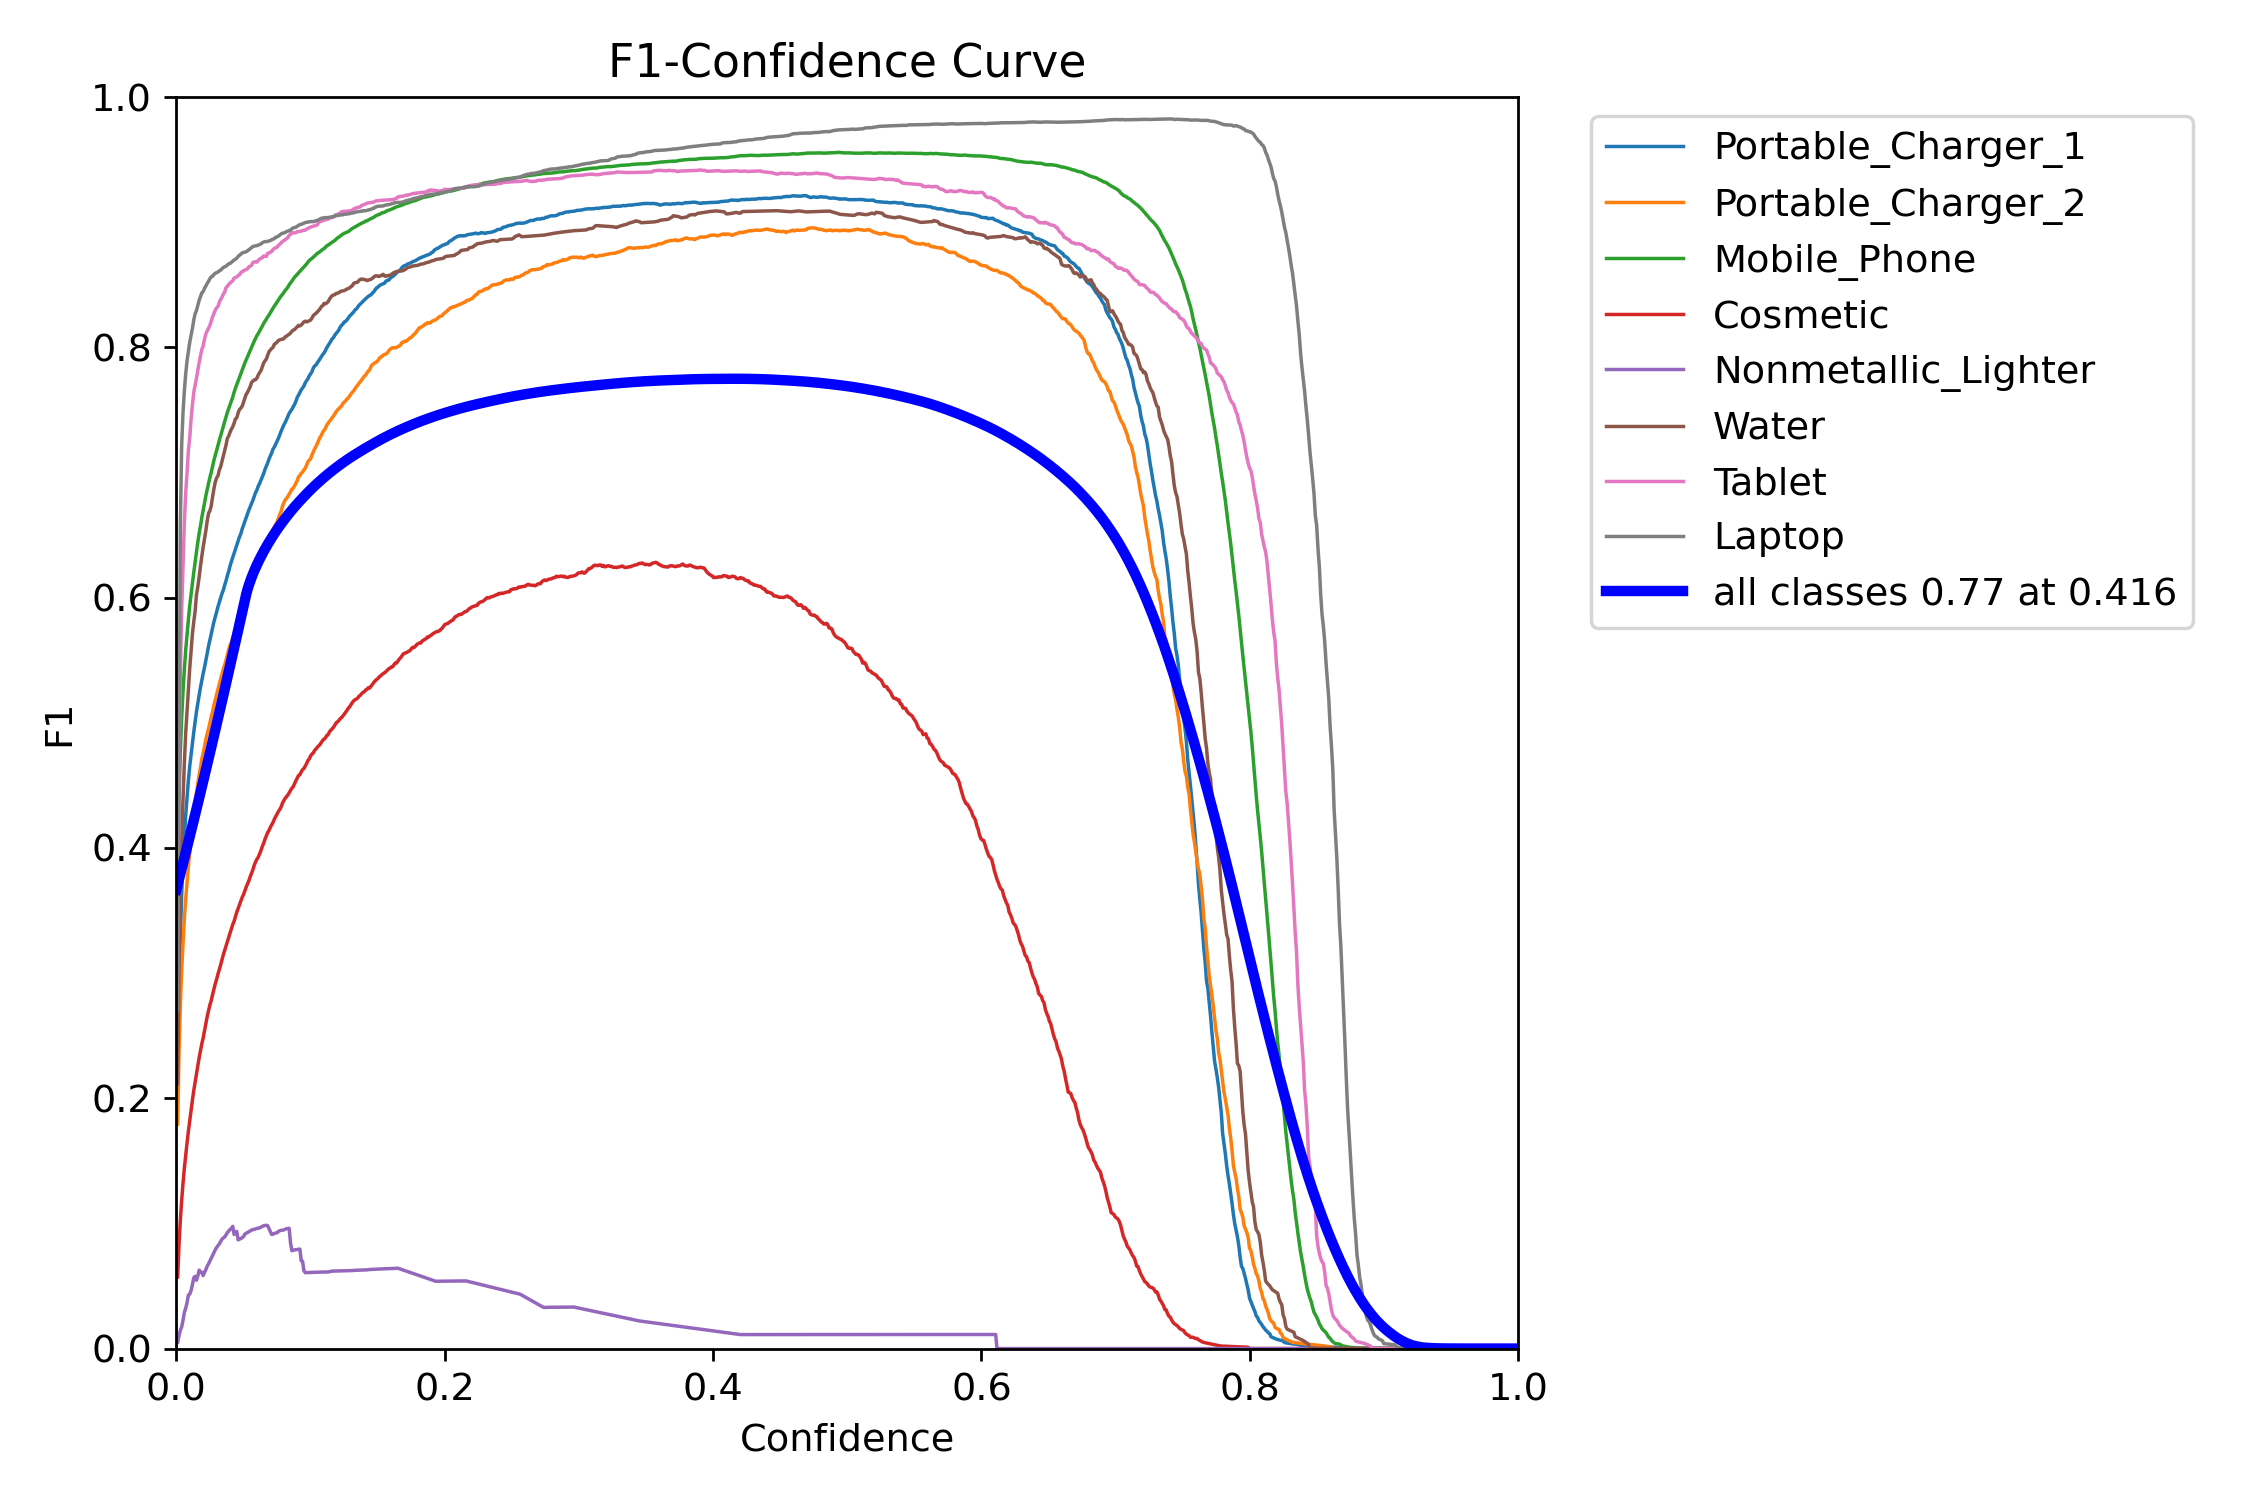 F1-Confidence Curve
1.0
0.8
0.6
0.4
0.2
0.0
F1
0.0 0.2 0.4 0.6 0.8 1.0
Confidence
Portable_Charger_1
Portable_Charger_2
Mobile_Phone
Cosmetic
Nonmetallic_Lighter
Water
Tablet
Laptop
all classes 0.77 at 0.416